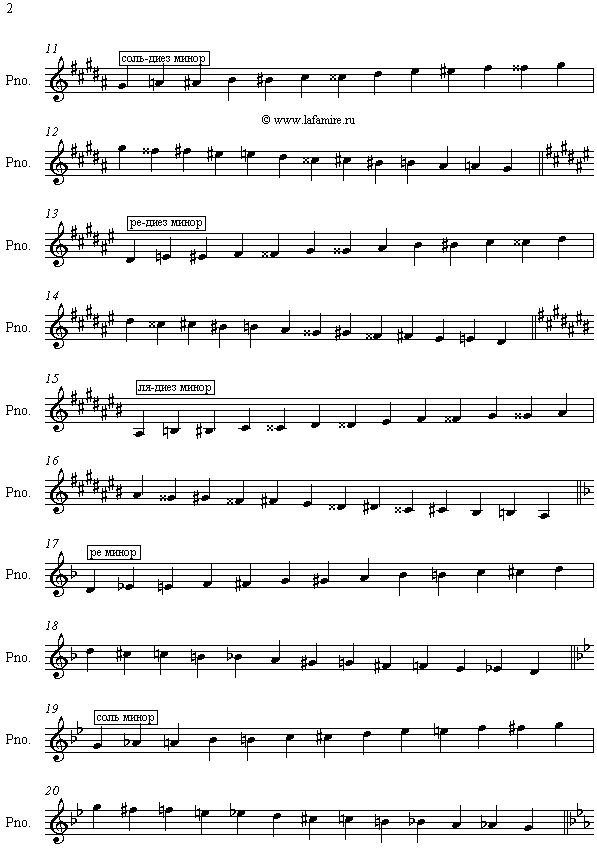 2
11
соль-диез минор
Pno.
© www.lafamire.ru
12
Pno.
13
ре-диез минор
Pno.
14
Pno.
15
ля-диез минор
Pno.
16
Pno.
17
ре минор
Pno.
18
Pno.
19
соль минор
Pno.
20
Pno.